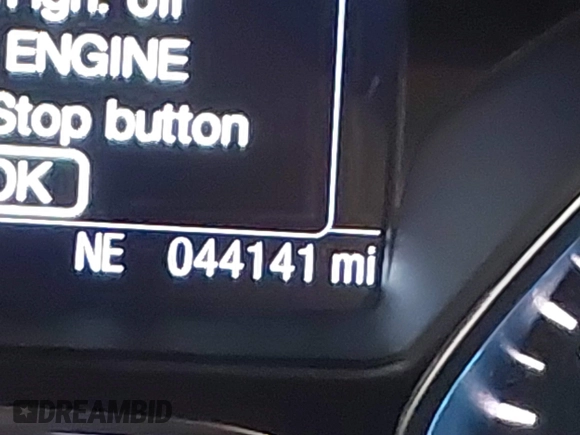 ENGINE
Stop button
OK
NE 044141 mi
DREAMBID